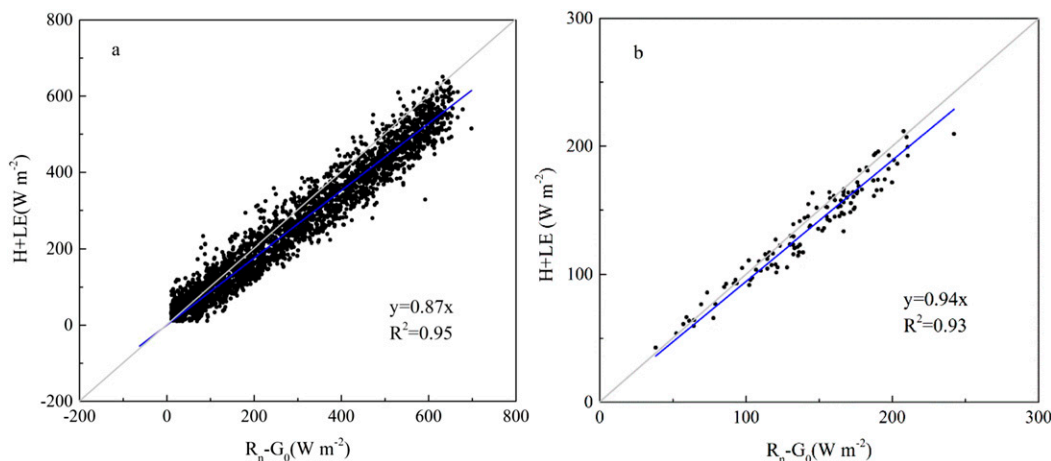 a
800
600
400
200
0
-200
H+LE(W m⁻²)
y=0.87x
R²=0.95
-200 0 200 400 600 800
Rₙ-G₀(W m⁻²)
b
300
200
100
0
H+LE (W m⁻²)
y=0.94x
R²=0.93
0 100 200 300
Rₙ-G₀(W m⁻²)